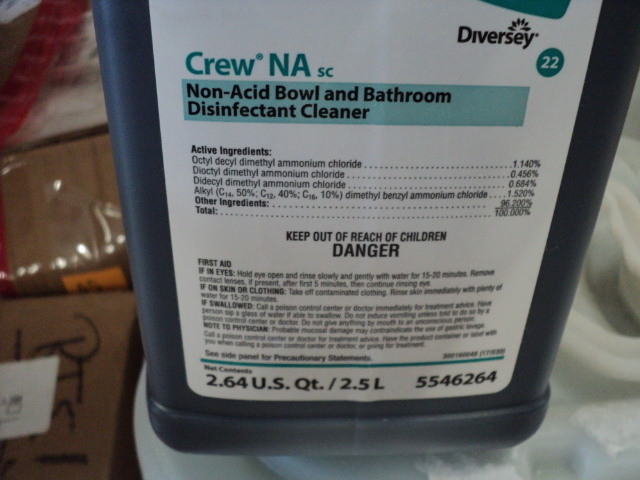 Diversey
22
Crew® NA SC
Non-Acid Bowl and Bathroom
Disinfectant Cleaner
Active Ingredients:
Octyl decyl dimethyl ammonium chloride ... 1.140%
Dioctyl dimethyl ammonium chloride ... 0.456%
Didecyl dimethyl ammonium chloride ... 0.684%
Alkyl (C14, 50%; C12, 40%; C16, 10%) dimethyl benzyl ammonium chloride ... 1.520%
Other Ingredients: ... 96.200%
Total: ... 100.000%
KEEP OUT OF REACH OF CHILDREN
DANGER
FIRST AID
IF IN EYES: Hold eye open and rinse slowly and gently with water for 15-20 minutes. Remove
contact lenses, if present, after first 5 minutes, then continue rinsing eye.
IF ON SKIN OR CLOTHING: Take off contaminated clothing. Rinse skin immediately with plenty of
water for 15-20 minutes.
IF SWALLOWED: Call a poison control center or doctor immediately for treatment advice. Have
person sip a glass of water if able to swallow. Do not induce vomiting unless told to do so by a
poison control center or doctor. Do not give anything by mouth to an unconscious person.
NOTE TO PHYSICIAN: Probable mucosal damage may contraindicate the use of gastric lavage.
Call a poison control center or doctor for treatment advice. Have the product container or label with
you when calling a poison control center, or doctor, or going for treatment.
See side panel for Precautionary Statements.
Net Contents
2.64 U.S. Qt. / 2.5 L
5546264